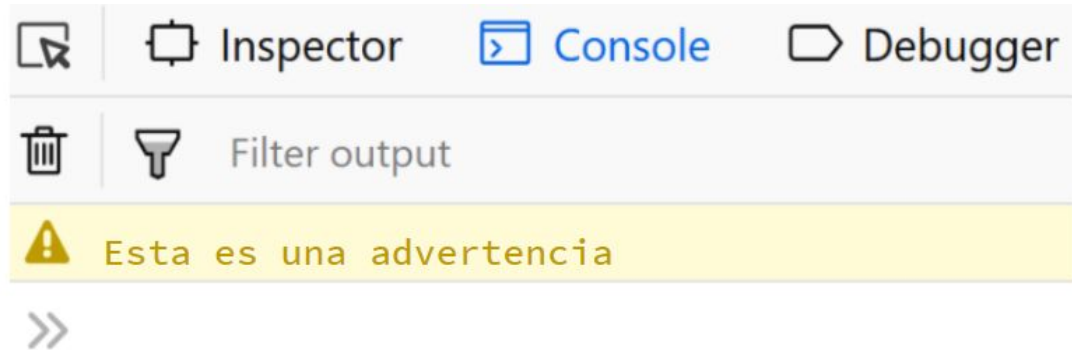 Inspector Console Debugger
Filter output
Esta es una advertencia